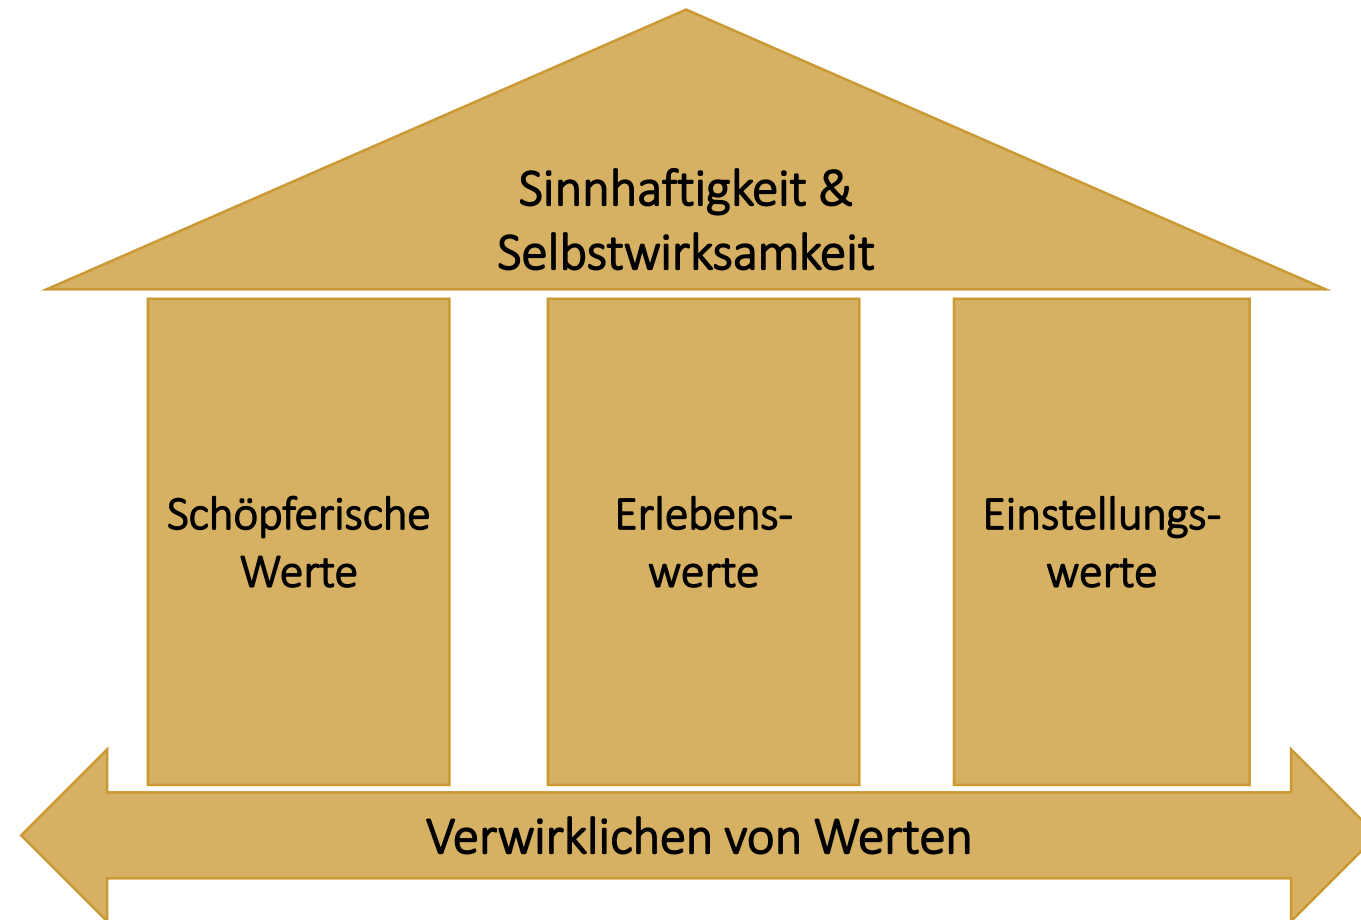 Sinnhaftigkeit &
Selbstwirksamkeit
Schöpferische
Werte
Erlebens-
werte
Einstellungs-
werte
Verwirklichen von Werten